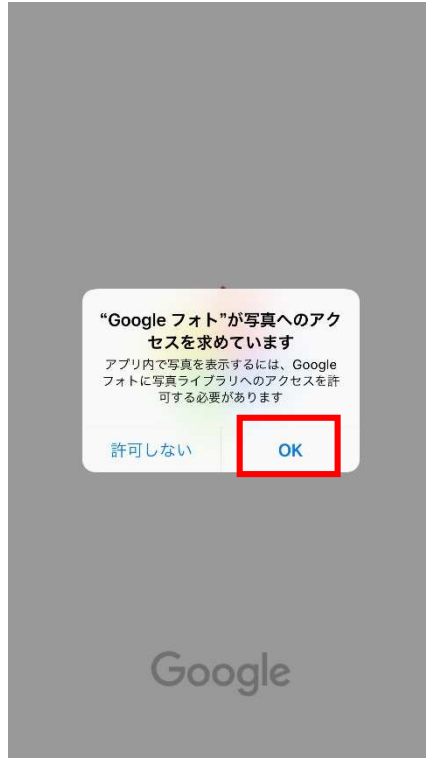 “Google フォト”が写真へのアク
セスを求めています
アプリ内で写真を表示するには、Google
フォトに写真ライブラリへのアクセスを許
可する必要があります
許可しない
OK
Google